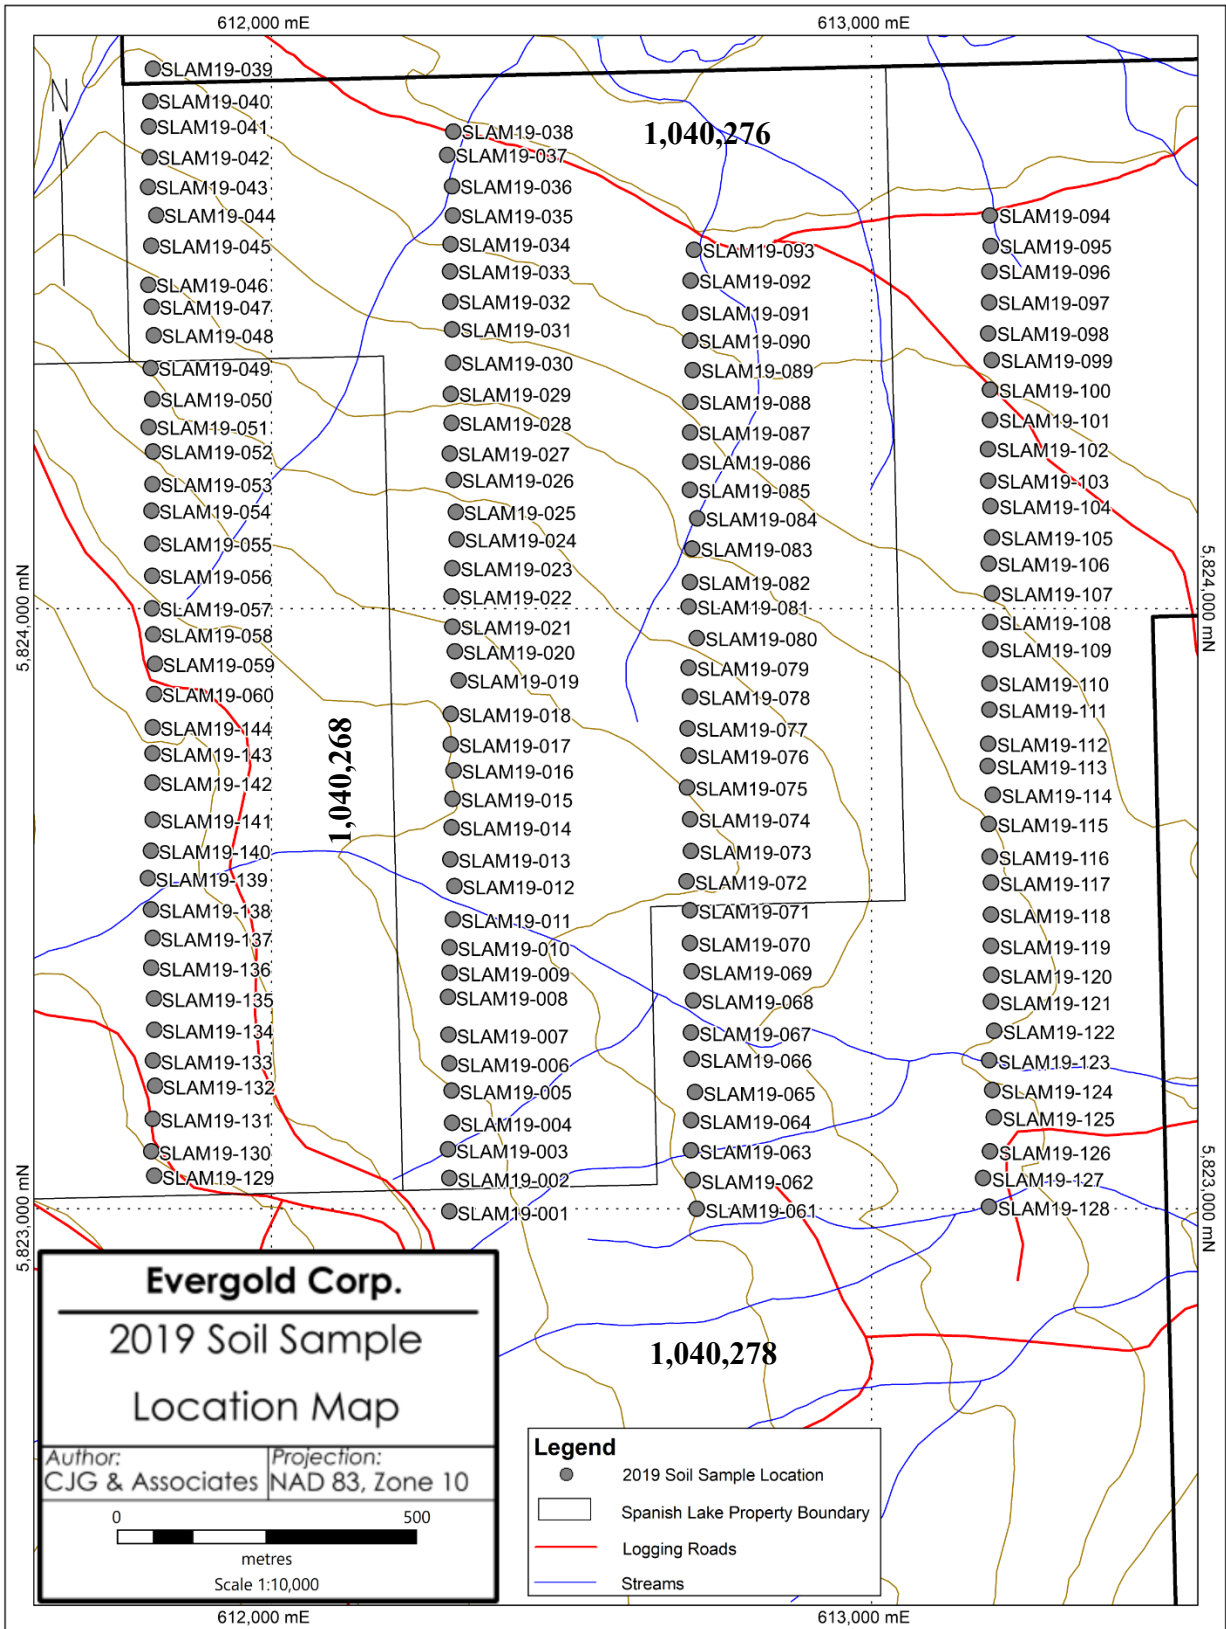 612,000 mE
613,000 mE
N
SLAM19-039
SLAM19-040
SLAM19-041
SLAM19-042
SLAM19-043
SLAM19-044
SLAM19-045
SLAM19-046
SLAM19-047
SLAM19-048
SLAM19-049
SLAM19-050
SLAM19-051
SLAM19-052
SLAM19-053
SLAM19-054
SLAM19-055
SLAM19-056
SLAM19-057
SLAM19-058
SLAM19-059
SLAM19-060
SLAM19-144
SLAM19-143
SLAM19-142
SLAM19-141
SLAM19-140
SLAM19-139
SLAM19-138
SLAM19-137
SLAM19-136
SLAM19-135
SLAM19-134
SLAM19-133
SLAM19-132
SLAM19-131
SLAM19-130
SLAM19-129
SLAM19-038
SLAM19-037
SLAM19-036
SLAM19-035
SLAM19-034
SLAM19-033
SLAM19-032
SLAM19-031
SLAM19-030
SLAM19-029
SLAM19-028
SLAM19-027
SLAM19-026
SLAM19-025
SLAM19-024
SLAM19-023
SLAM19-022
SLAM19-021
SLAM19-020
SLAM19-019
SLAM19-018
SLAM19-017
SLAM19-016
SLAM19-015
SLAM19-014
SLAM19-013
SLAM19-012
SLAM19-011
SLAM19-010
SLAM19-009
SLAM19-008
SLAM19-007
SLAM19-006
SLAM19-005
SLAM19-004
SLAM19-003
SLAM19-002
SLAM19-001
1,040,276
SLAM19-093
SLAM19-092
SLAM19-091
SLAM19-090
SLAM19-089
SLAM19-088
SLAM19-087
SLAM19-086
SLAM19-085
SLAM19-084
SLAM19-083
SLAM19-082
SLAM19-081
SLAM19-080
SLAM19-079
SLAM19-078
SLAM19-077
SLAM19-076
SLAM19-075
SLAM19-074
SLAM19-073
SLAM19-072
SLAM19-071
SLAM19-070
SLAM19-069
SLAM19-068
SLAM19-067
SLAM19-066
SLAM19-065
SLAM19-064
SLAM19-063
SLAM19-062
SLAM19-061
SLAM19-094
SLAM19-095
SLAM19-096
SLAM19-097
SLAM19-098
SLAM19-099
SLAM19-100
SLAM19-101
SLAM19-102
SLAM19-103
SLAM19-104
SLAM19-105
SLAM19-106
SLAM19-107
SLAM19-108
SLAM19-109
SLAM19-110
SLAM19-111
SLAM19-112
SLAM19-113
SLAM19-114
SLAM19-115
SLAM19-116
SLAM19-117
SLAM19-118
SLAM19-119
SLAM19-120
SLAM19-121
SLAM19-122
SLAM19-123
SLAM19-124
SLAM19-125
SLAM19-126
SLAM19-127
SLAM19-128
5,824,000 mN
5,824,000 mN
1,040,268
5,823,000 mN
5,823,000 mN
1,040,278
Evergold Corp.
2019 Soil Sample
Location Map
Author:
CJG & Associates
Projection:
NAD 83, Zone 10
0
500
metres
Scale 1:10,000
Legend
2019 Soil Sample Location
Spanish Lake Property Boundary
Logging Roads
Streams
612,000 mE
613,000 mE